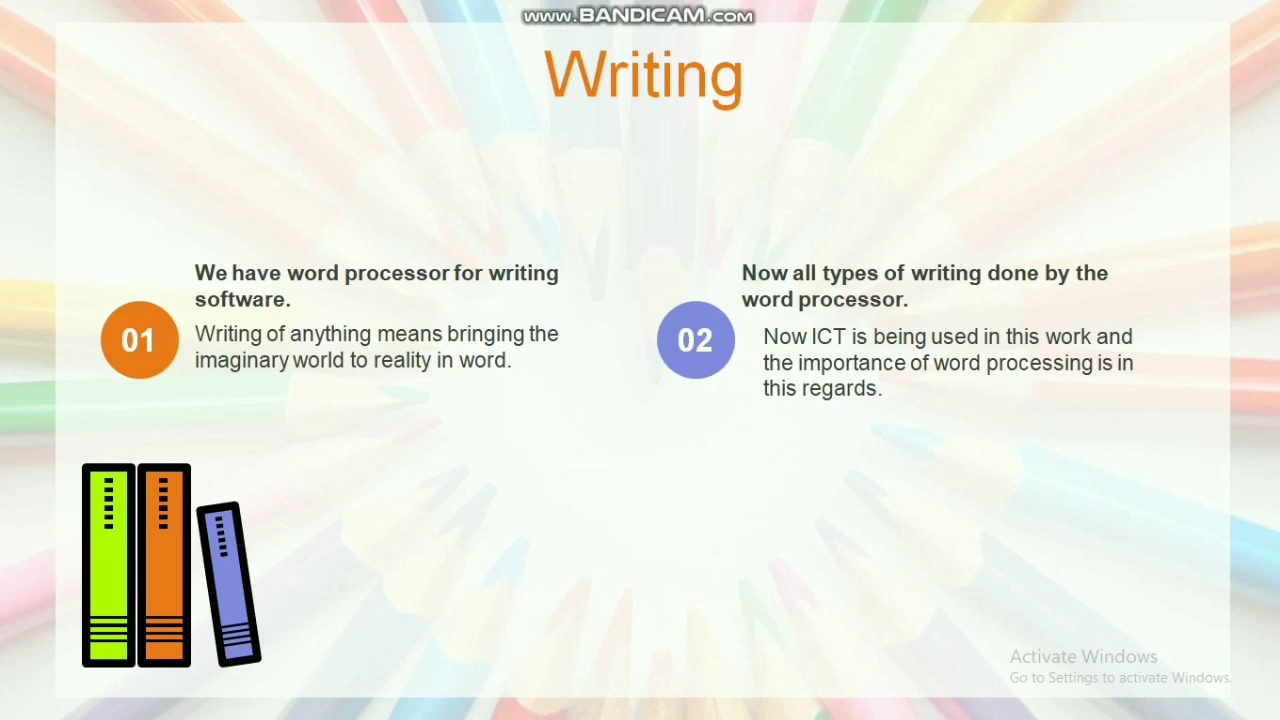 www.BANDICAM.com
Writing
We have word processor for writing
software.
01
Writing of anything means bringing the
imaginary world to reality in word.
Now all types of writing done by the
word processor.
02
Now ICT is being used in this work and
the importance of word processing is in
this regards.
Activate Windows
Go to Settings to activate Windows.